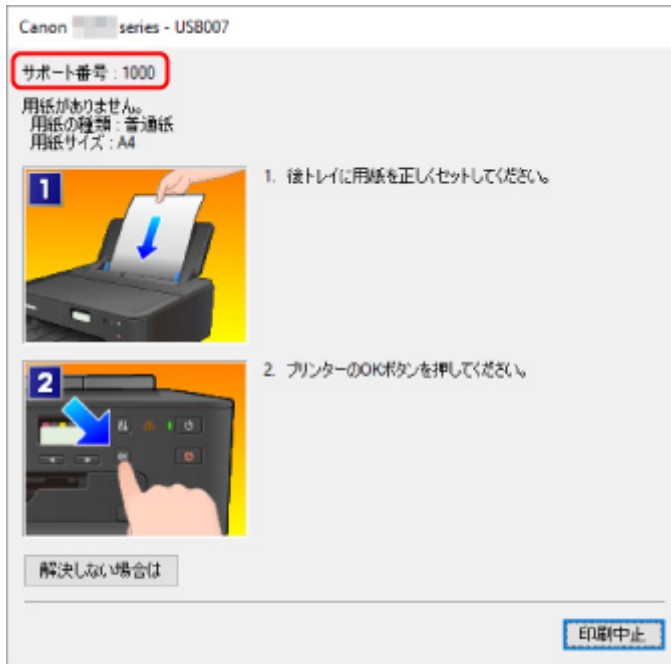 Canon series - USB007
サポート番号 : 1000
用紙がありません。
用紙の種類 : 普通紙
用紙サイズ : A4
1
1. 後トレイに用紙を正しくセットしてください。
2
2. プリンターのOKボタンを押してください。
解決しない場合は
印刷中止